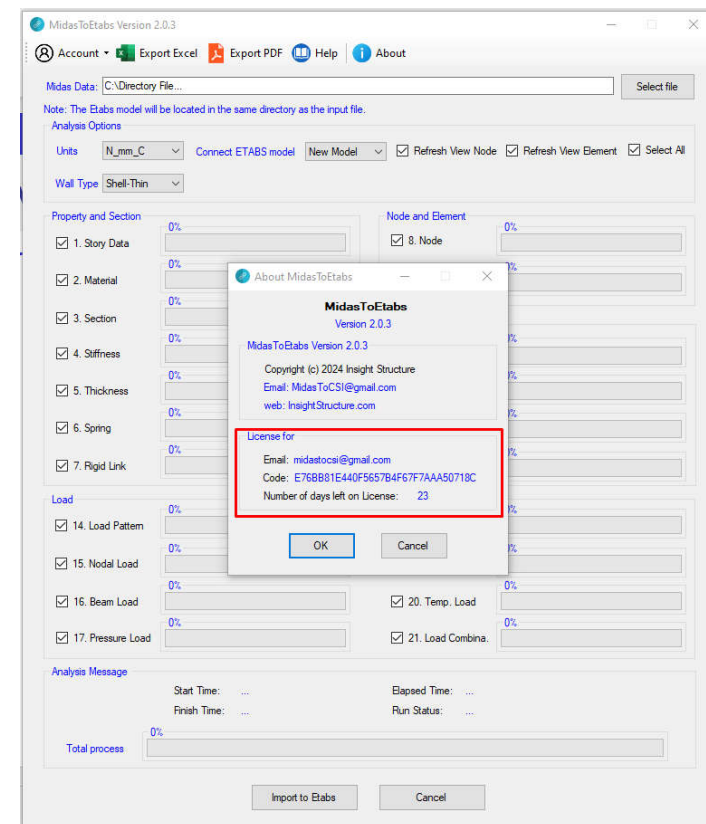 MidasToEtabs Version 2.0.3
Account Export Excel Export PDF Help About
Midas Data: C:\Directory File... Select file
Note: The Etabs model will be located in the same directory as the input file.
Analysis Options
Units N_mm_C Connect ETABS model New Model Refresh View Node Refresh View Element Select All
Wall Type Shell-Thin
Property and Section
0%
1. Story Data
0%
2. Material
0%
3. Section
0%
4. Stiffness
0%
5. Thickness
0%
6. Spring
0%
7. Rigid Link
Node and Element
0%
8. Node
About MidasToEtabs
MidasToEtabs
Version 2.0.3
MidasToEtabs Version 2.0.3
Copyright (c) 2024 Insight Structure
Email: MidasToCSI@gmail.com
web: InsightStructure.com
License for
Email: midastocsi@gmail.com
Code: E76BB81E440F5657B4F67F7AAA50718C
Number of days left on License: 23
OK Cancel
Load
0%
14. Load Pattern
0%
15. Nodal Load
0%
16. Beam Load
0%
17. Pressure Load
0%
20. Temp. Load
0%
21. Load Combina.
Analysis Message
Start Time: ... Elapsed Time: ...
Finish Time: ... Run Status: ...
0%
Total process
Import to Etabs Cancel